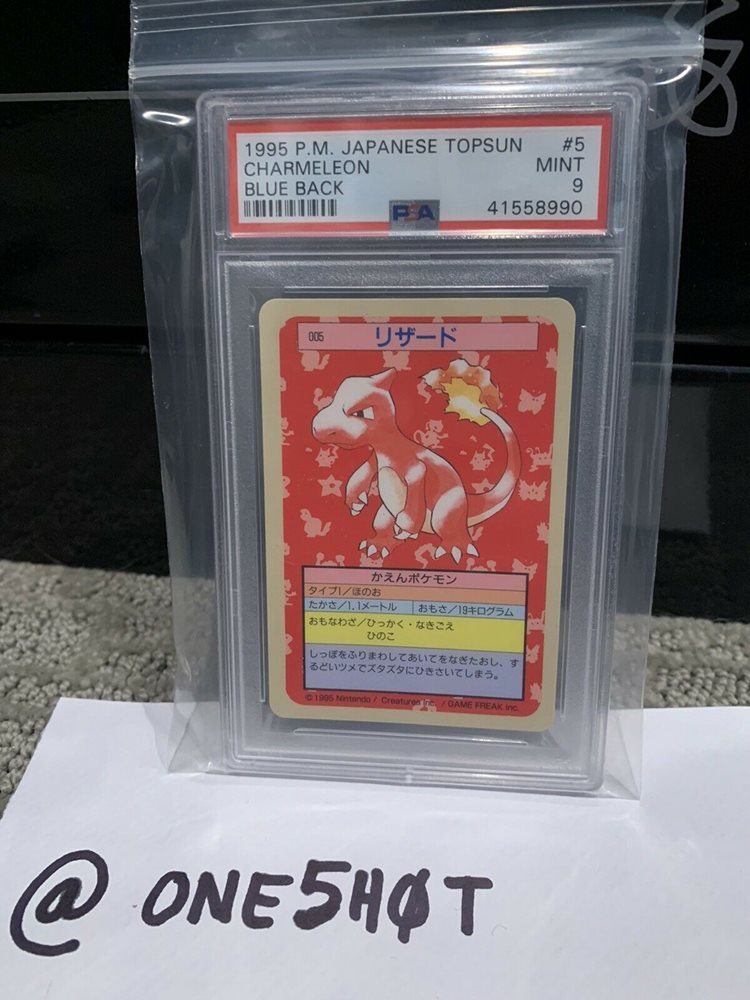 1995 P.M. JAPANESE TOPSUN #5
CHARMELEON MINT
BLUE BACK 9
PSA 41558990
005 リザード
かえんポケモン
タイプ1/ほのお
たかさ/1.1メートル おもさ/19キログラム
おもなわざ/ひっかく・なきごえ
ひのこ
しっぽをふりまわしてあいてをなぎたおし、す
るどいツメでズタズタにひきさいてしまう。
©1995 Nintendo / Creatures inc. / GAME FREAK inc.
@ ONE5HØT